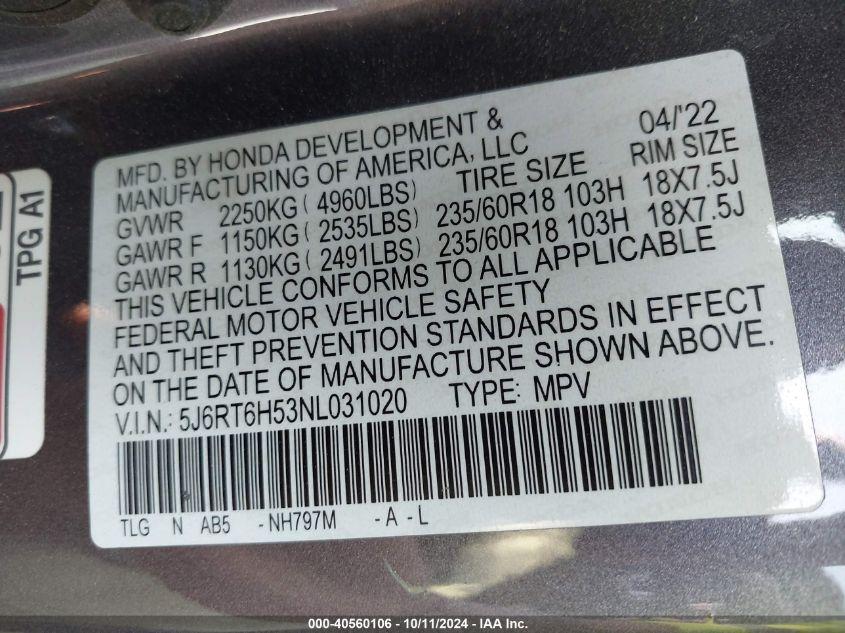 04/'22
MFD. BY HONDA DEVELOPMENT &
MANUFACTURING OF AMERICA, LLC
TIRE SIZE RIM SIZE
GVWR 2250KG ( 4960LBS)
GAWR F 1150KG ( 2535LBS) 235/60R18 103H 18X7.5J
GAWR R 1130KG ( 2491LBS) 235/60R18 103H 18X7.5J
THIS VEHICLE CONFORMS TO ALL APPLICABLE
FEDERAL MOTOR VEHICLE SAFETY
AND THEFT PREVENTION STANDARDS IN EFFECT
ON THE DATE OF MANUFACTURE SHOWN ABOVE.
V.I.N.: 5J6RT6H53NL031020 TYPE: MPV
TLG N AB5 -NH797M -A -L
TPG A1
000-40560106 - 10/11/2024 - IAA Inc.